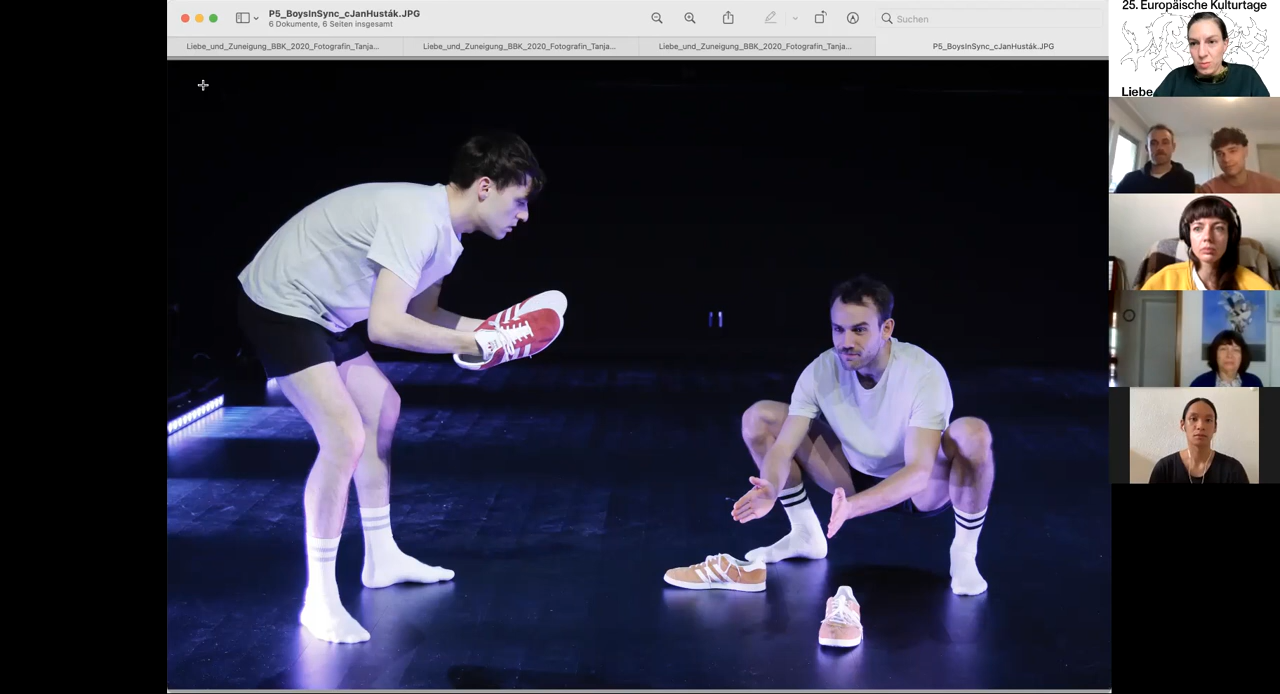 P5_BoysInSync_cJanHusták.JPG
6 Dokumente, 6 Seiten insgesamt
Suchen
Liebe_und_Zuneigung_BBK_2020_Fotografin_Tanja...
Liebe_und_Zuneigung_BBK_2020_Fotografin_Tanja...
Liebe_und_Zuneigung_BBK_2020_Fotografin_Tanja...
P5_BoysInSync_cJanHusták.JPG
25. Europäische Kulturtage
Liebe